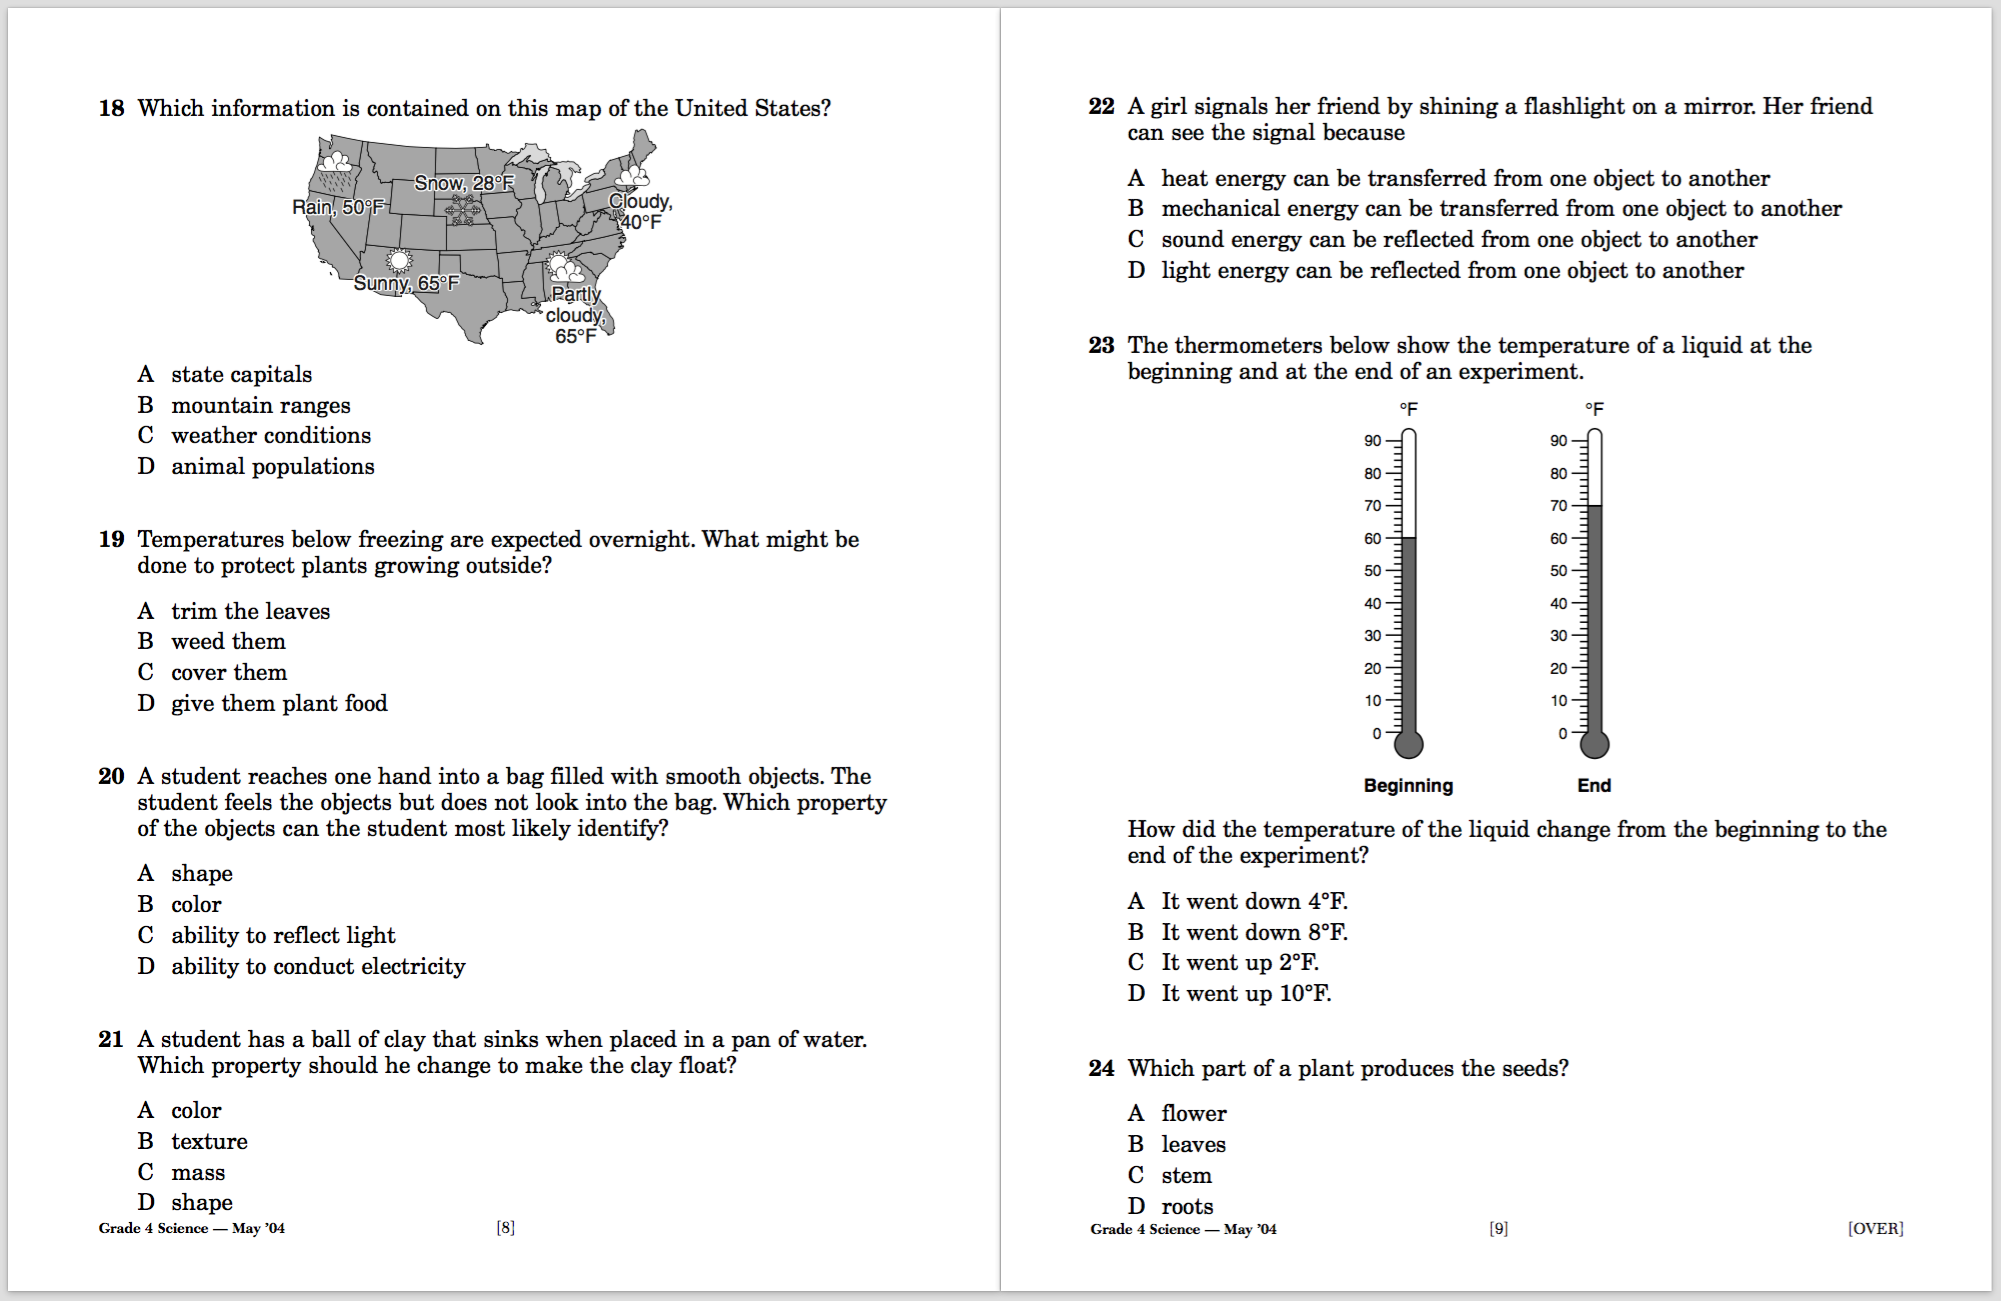 18 Which information is contained on this map of the United States?
Snow, 28°F
Rain, 50°F
Cloudy,
40°F
Sunny, 65°F
Partly
cloudy,
65°F
A state capitals
B mountain ranges
C weather conditions
D animal populations
19 Temperatures below freezing are expected overnight. What might be
done to protect plants growing outside?
A trim the leaves
B weed them
C cover them
D give them plant food
20 A student reaches one hand into a bag filled with smooth objects. The
student feels the objects but does not look into the bag. Which property
of the objects can the student most likely identify?
A shape
B color
C ability to reflect light
D ability to conduct electricity
21 A student has a ball of clay that sinks when placed in a pan of water.
Which property should he change to make the clay float?
A color
B texture
C mass
D shape
Grade 4 Science — May ’04 [8]
22 A girl signals her friend by shining a flashlight on a mirror. Her friend
can see the signal because
A heat energy can be transferred from one object to another
B mechanical energy can be transferred from one object to another
C sound energy can be reflected from one object to another
D light energy can be reflected from one object to another
23 The thermometers below show the temperature of a liquid at the
beginning and at the end of an experiment.
°F °F
90 90
80 80
70 70
60 60
50 50
40 40
30 30
20 20
10 10
0 0
Beginning End
How did the temperature of the liquid change from the beginning to the
end of the experiment?
A It went down 4°F.
B It went down 8°F.
C It went up 2°F.
D It went up 10°F.
24 Which part of a plant produces the seeds?
A flower
B leaves
C stem
D roots
Grade 4 Science — May ’04 [9] [OVER]